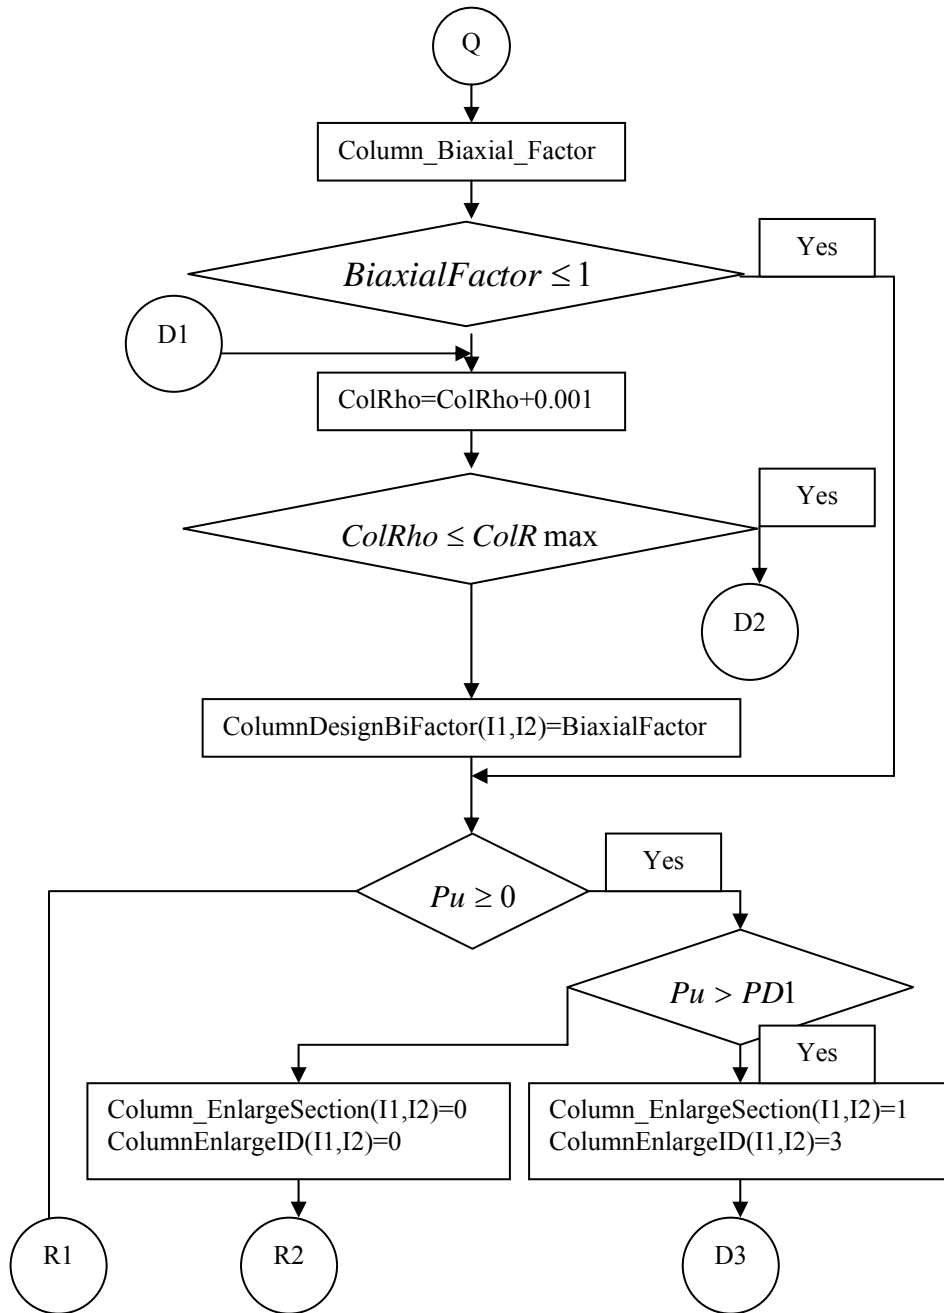 Q
Column_Biaxial_Factor
Yes
BiaxialFactor ≤ 1
D1
ColRho=ColRho+0.001
Yes
ColRho ≤ ColR max
D2
ColumnDesignBiFactor(I1,I2)=BiaxialFactor
Yes
Pu ≥ 0
Pu > PD1
Yes
Column_EnlargeSection(I1,I2)=0
ColumnEnlargeID(I1,I2)=0
Column_EnlargeSection(I1,I2)=1
ColumnEnlargeID(I1,I2)=3
R1
R2
D3